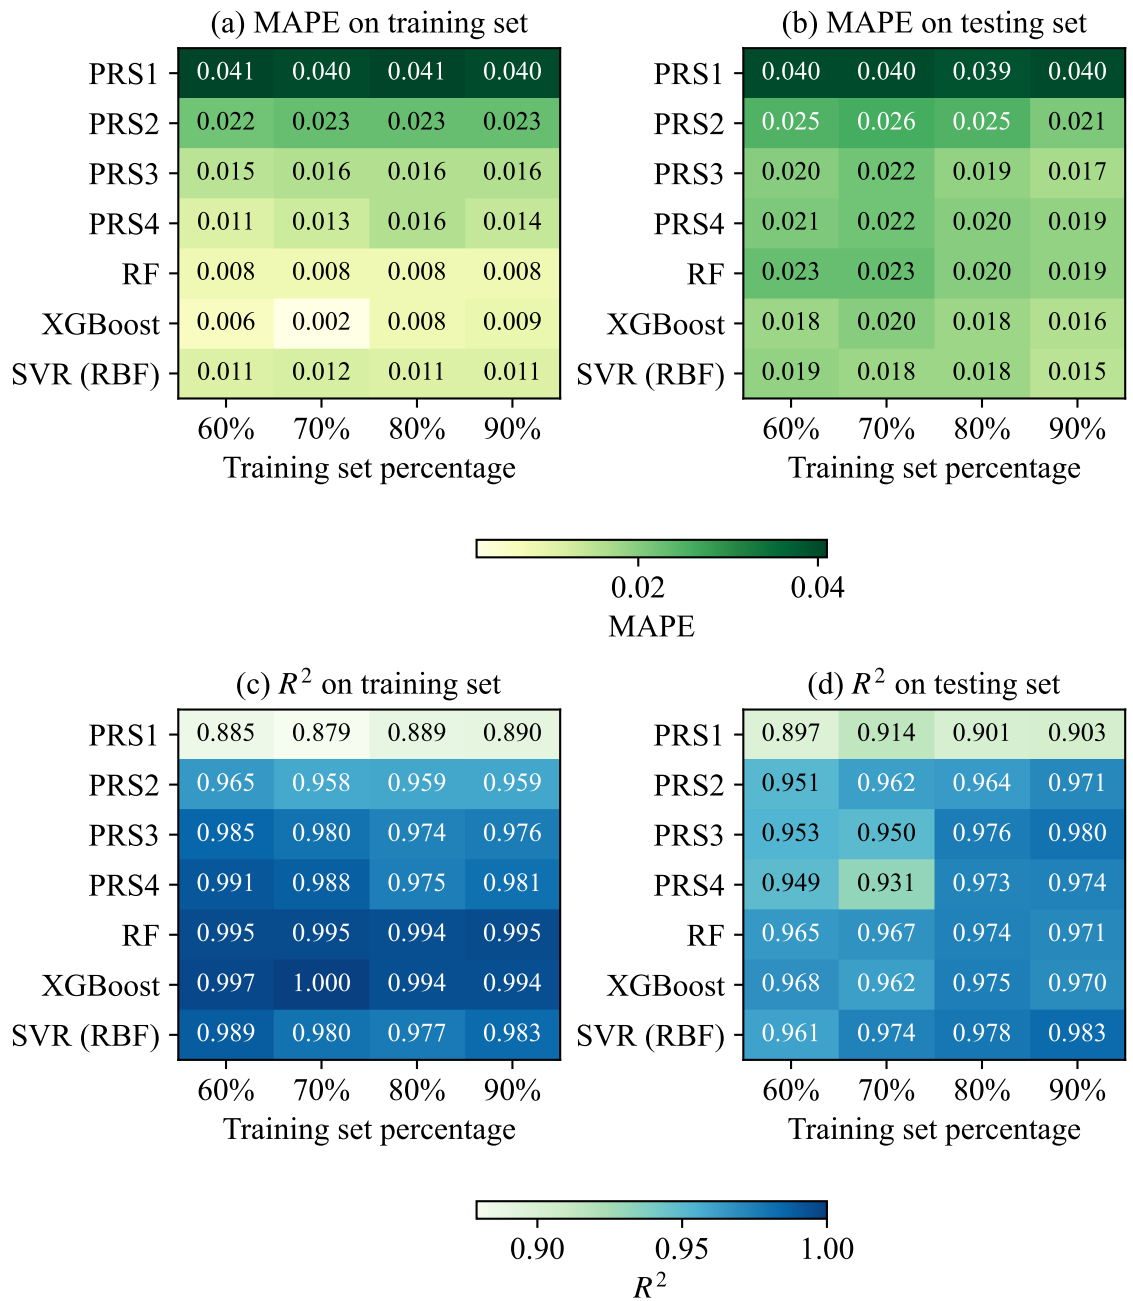 (a) MAPE on training set
PRS1 0.041 0.040 0.041 0.040
PRS2 0.022 0.023 0.023 0.023
PRS3 0.015 0.016 0.016 0.016
PRS4 0.011 0.013 0.016 0.014
RF 0.008 0.008 0.008 0.008
XGBoost 0.006 0.002 0.008 0.009
SVR (RBF) 0.011 0.012 0.011 0.011
60% 70% 80% 90%
Training set percentage
(b) MAPE on testing set
PRS1 0.040 0.040 0.039 0.040
PRS2 0.025 0.026 0.025 0.021
PRS3 0.020 0.022 0.019 0.017
PRS4 0.021 0.022 0.020 0.019
RF 0.023 0.023 0.020 0.019
XGBoost 0.018 0.020 0.018 0.016
SVR (RBF) 0.019 0.018 0.018 0.015
60% 70% 80% 90%
Training set percentage
0.02 0.04
MAPE
(c) R² on training set
PRS1 0.885 0.879 0.889 0.890
PRS2 0.965 0.958 0.959 0.959
PRS3 0.985 0.980 0.974 0.976
PRS4 0.991 0.988 0.975 0.981
RF 0.995 0.995 0.994 0.995
XGBoost 0.997 1.000 0.994 0.994
SVR (RBF) 0.989 0.980 0.977 0.983
60% 70% 80% 90%
Training set percentage
(d) R² on testing set
PRS1 0.897 0.914 0.901 0.903
PRS2 0.951 0.962 0.964 0.971
PRS3 0.953 0.950 0.976 0.980
PRS4 0.949 0.931 0.973 0.974
RF 0.965 0.967 0.974 0.971
XGBoost 0.968 0.962 0.975 0.970
SVR (RBF) 0.961 0.974 0.978 0.983
60% 70% 80% 90%
Training set percentage
0.90 0.95 1.00
R²